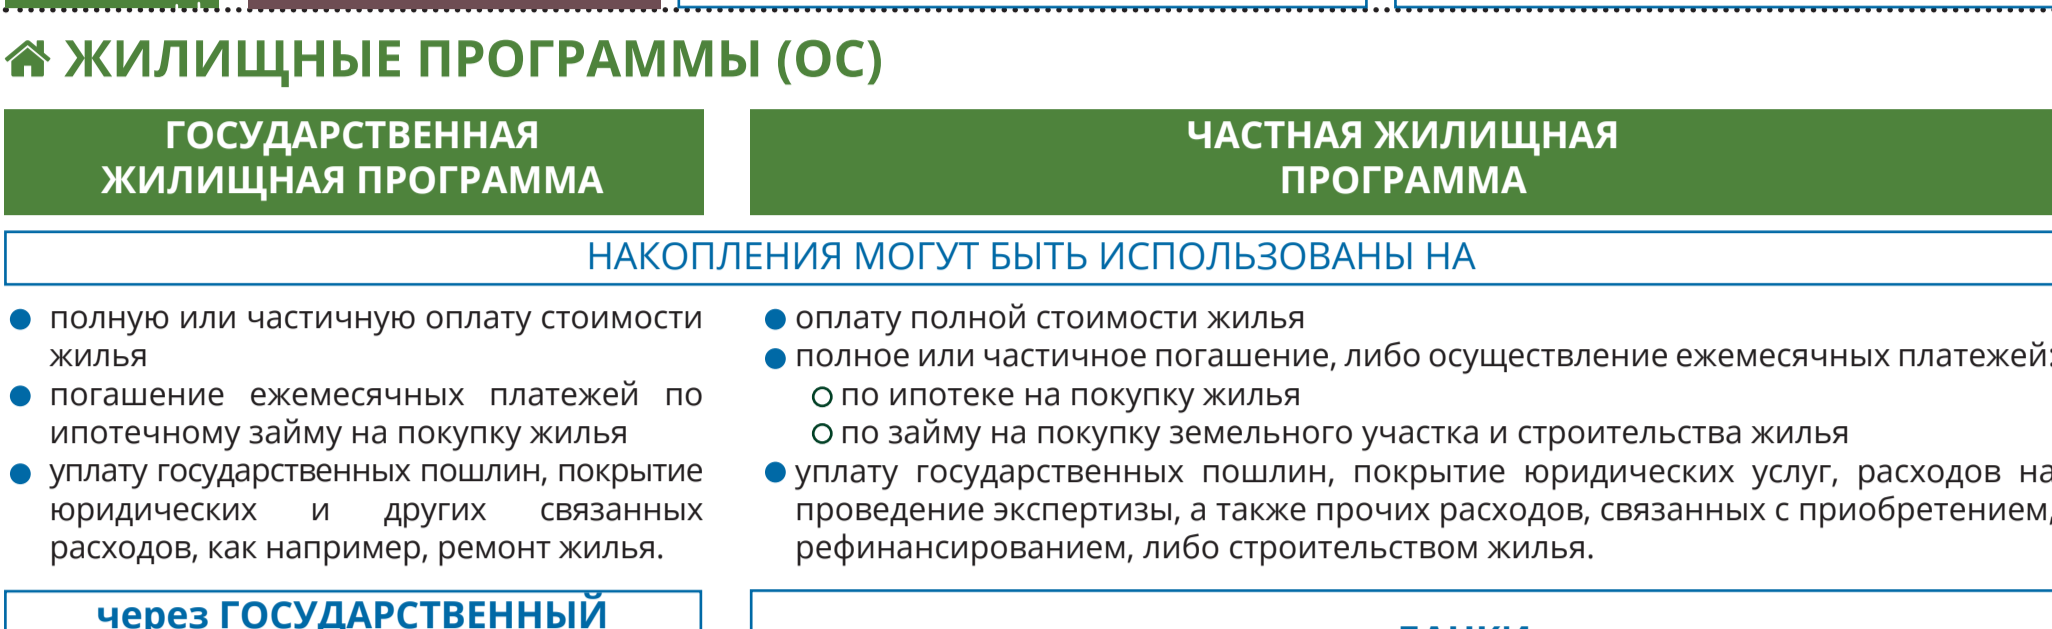 ЖИЛИЩНЫЕ ПРОГРАММЫ (ОС)
ГОСУДАРСТВЕННАЯ
ЖИЛИЩНАЯ ПРОГРАММА
ЧАСТНАЯ ЖИЛИЩНАЯ
ПРОГРАММА
НАКОПЛЕНИЯ МОГУТ БЫТЬ ИСПОЛЬЗОВАНЫ НА
полную или частичную оплату стоимости
жилья
погашение ежемесячных платежей по
ипотечному займу на покупку жилья
уплату государственных пошлин, покрытие
юридических и других связанных
расходов, как например, ремонт жилья.
оплату полной стоимости жилья
полное или частичное погашение, либо осуществление ежемесячных платежей:
по ипотеке на покупку жилья
по займу на покупку земельного участка и строительства жилья
уплату государственных пошлин, покрытие юридических услуг, расходов на
проведение экспертизы, а также прочих расходов, связанных с приобретением,
рефинансированием, либо строительством жилья.
через ГОСУДАРСТВЕННЫЙ